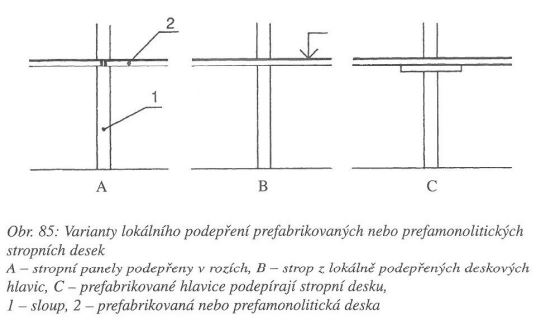 2
1
A B C
Obr. 85: Varianty lokálního podepření prefabrikovaných nebo prefamonolitických
stropních desek
A – stropní panely podepřeny v rozích, B – strop z lokálně podepřených deskových
hlavic, C – prefabrikované hlavice podepírají stropní desku,
1 – sloup, 2 – prefabrikovaná nebo prefamonolitická deska